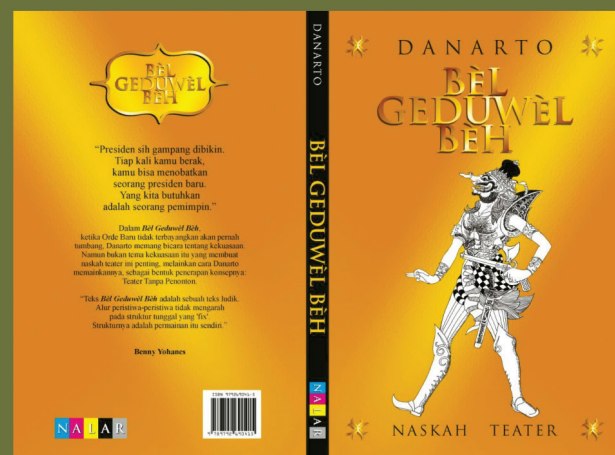 BÈL
GEDUWÈL
BÈH
“Presiden sih gampang dibikin.
Tiap kali kamu berak,
kamu bisa menobatkan
seorang presiden baru.
Yang kita butuhkan
adalah seorang pemimpin.”
Dalam Bèl Geduwèl Bèh,
ketika Orde Baru tidak terbayangkan akan pernah
tumbang, Danarto memang bicara tentang kekuasaan.
Namun bukan tema kekuasaan itu yang membuat
naskah teater ini penting, melainkan cara Danarto
memainkannya, sebagai bentuk penerapan konsepnya:
Teater Tanpa Penonton.
“Teks Bèl Geduwèl Bèh adalah sebuah teks ludik.
Alur peristiwa-peristiwa tidak mengarah
pada struktur tunggal yang ‘fix’.
Strukturnya adalah permainan itu sendiri.”
Benny Yohanes
NALAR
DANARTO
BÈL GEDUWÈL BÈH
NALAR
DANARTO
BÈL
GEDUWÈL
BÈH
NASKAH TEATER